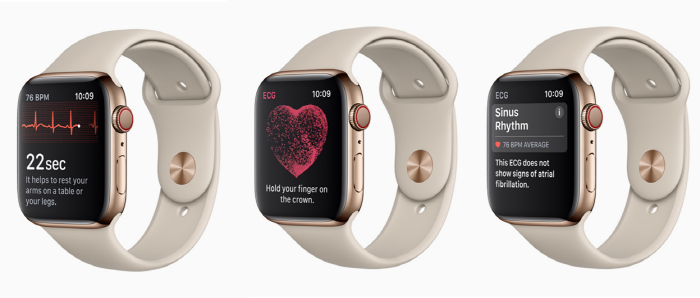 76 BPM 10:09
22sec
It helps to rest your
arms on a table or
your legs.
ECG 10:09
Hold your finger on
the crown.
ECG 10:09
Sinus
Rhythm
76 BPM AVERAGE
This ECG does not
show signs of atrial
fibrillation.